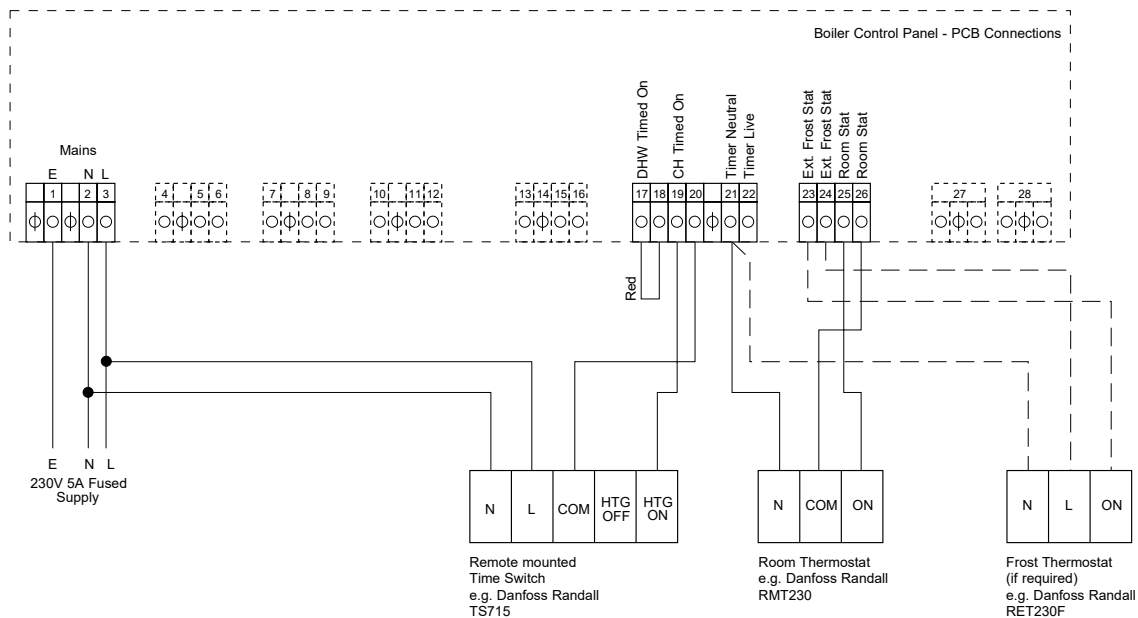 Boiler Control Panel - PCB Connections
Mains
E N L
DHW Timed On
CH Timed On
Timer Neutral
Timer Live
Ext. Frost Stat
Ext. Frost Stat
Room Stat
Room Stat
1 2 3
4 5 6
7 8 9
10 11 12
13 14 15 16
17 18 19 20 21 22
23 24 25 26
27
28
Red
E N L
230V 5A Fused
Supply
N L COM HTG OFF HTG ON
Remote mounted
Time Switch
e.g. Danfoss Randall
TS715
N COM ON
Room Thermostat
e.g. Danfoss Randall
RMT230
N L ON
Frost Thermostat
(if required)
e.g. Danfoss Randall
RET230F